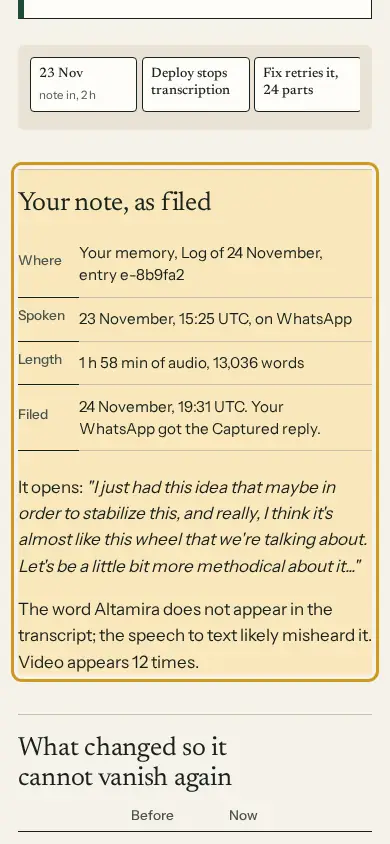 23 Nov
note in, 2 h
Deploy stops
transcription
Fix retries it,
24 parts
Your note, as filed
Where
Your memory, Log of 24 November,
entry e-8b9fa2
Spoken
23 November, 15:25 UTC, on WhatsApp
Length
1 h 58 min of audio, 13,036 words
Filed
24 November, 19:31 UTC. Your
WhatsApp got the Captured reply.
It opens: "I just had this idea that maybe in
order to stabilize this, and really, I think it's
almost like this wheel that we're talking about.
Let's be a little bit more methodical about it..."
The word Altamira does not appear in the
transcript; the speech to text likely misheard it.
Video appears 12 times.
What changed so it
cannot vanish again
Before
Now